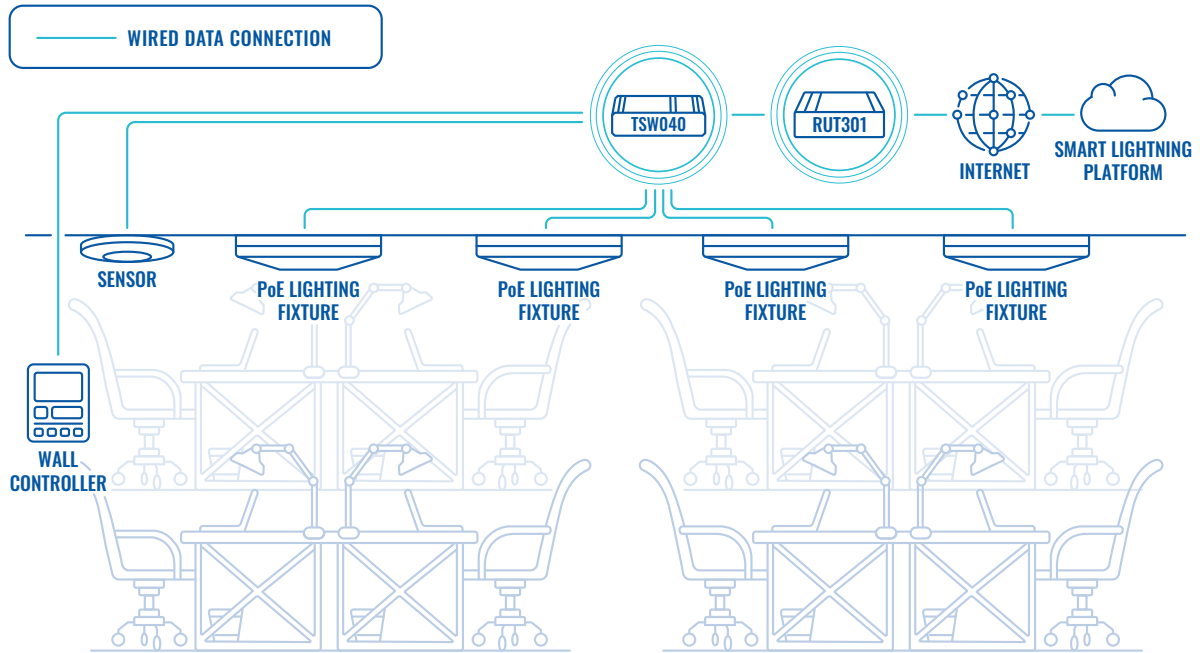 WIRED DATA CONNECTION
TSW040
RUT301
INTERNET
SMART LIGHTNING
PLATFORM
SENSOR
PoE LIGHTING
FIXTURE
PoE LIGHTING
FIXTURE
PoE LIGHTING
FIXTURE
PoE LIGHTING
FIXTURE
WALL
CONTROLLER